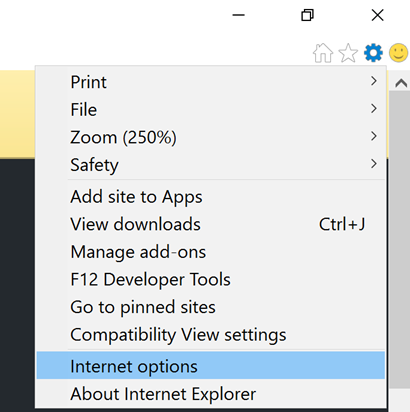 Print
File
Zoom (250%)
Safety
Add site to Apps
View downloads Ctrl+J
Manage add-ons
F12 Developer Tools
Go to pinned sites
Compatibility View settings
Internet options
About Internet Explorer